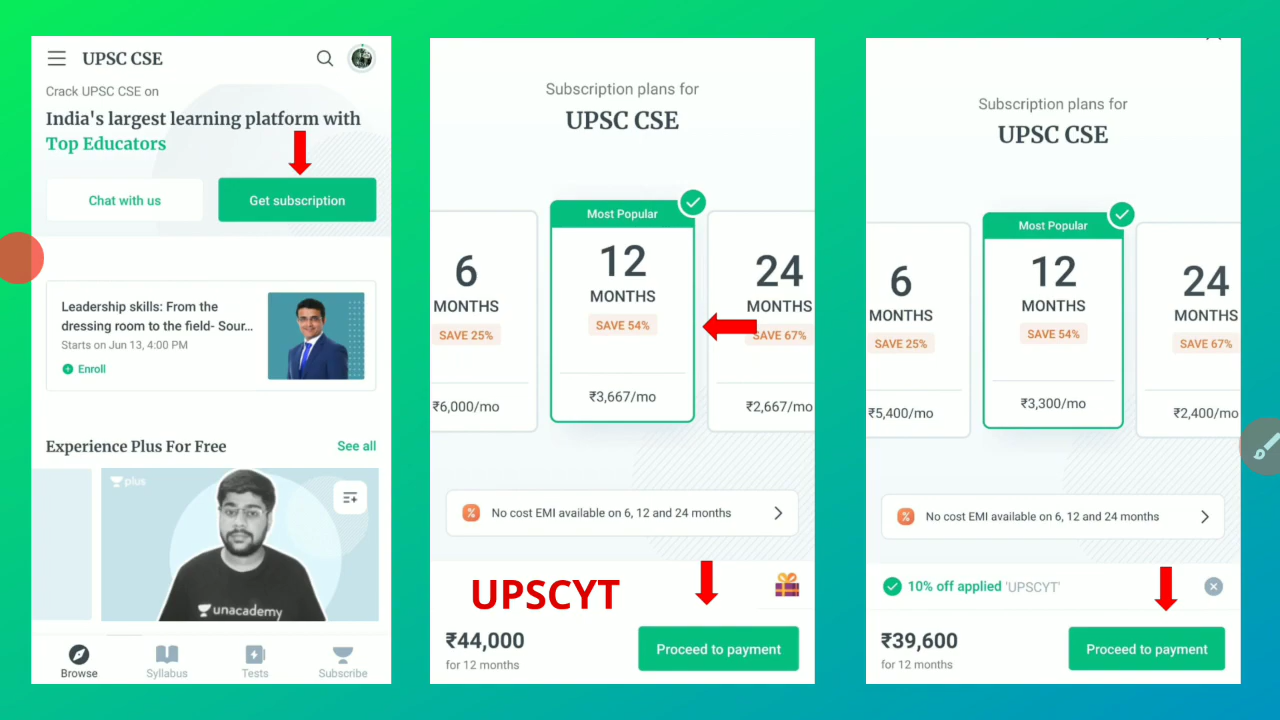 UPSC CSE
Crack UPSC CSE on
India's largest learning platform with
Top Educators
Chat with us
Get subscription
Leadership skills: From the
dressing room to the field- Sour...
Starts on Jun 13, 4:00 PM
Enroll
Experience Plus For Free
See all
plus
unacademy
Browse
Syllabus
Tests
Subscribe
Subscription plans for
UPSC CSE
6
MONTHS
SAVE 25%
₹6,000/mo
Most Popular
12
MONTHS
SAVE 54%
₹3,667/mo
24
MONTHS
SAVE 67%
₹2,667/mo
No cost EMI available on 6, 12 and 24 months
UPSCYT
₹44,000
for 12 months
Proceed to payment
Subscription plans for
UPSC CSE
6
MONTHS
SAVE 25%
₹5,400/mo
Most Popular
12
MONTHS
SAVE 54%
₹3,300/mo
24
MONTHS
SAVE 67%
₹2,400/mo
No cost EMI available on 6, 12 and 24 months
10% off applied 'UPSCYT'
₹39,600
for 12 months
Proceed to payment